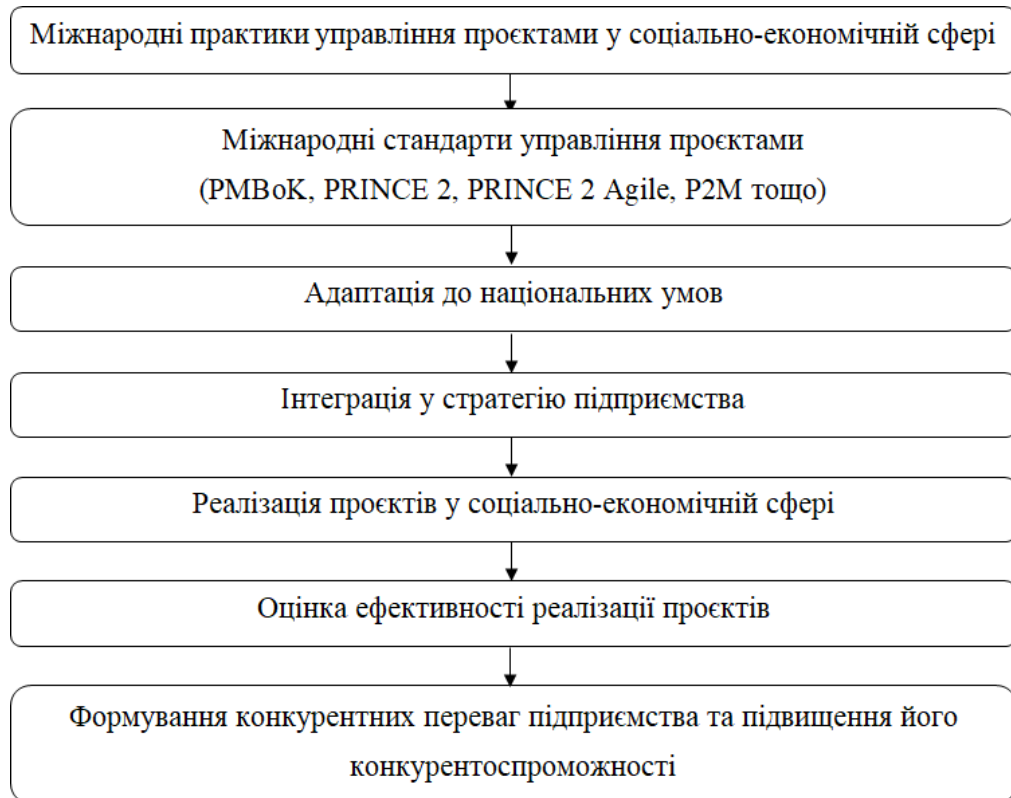 Міжнародні практики управління проєктами у соціально-економічній сфері
Міжнародні стандарти управління проєктами
(PMBoK, PRINCE 2, PRINCE 2 Agile, P2M тощо)
Адаптація до національних умов
Інтеграція у стратегію підприємства
Реалізація проєктів у соціально-економічній сфері
Оцінка ефективності реалізації проєктів
Формування конкурентних переваг підприємства та підвищення його
конкурентоспроможності